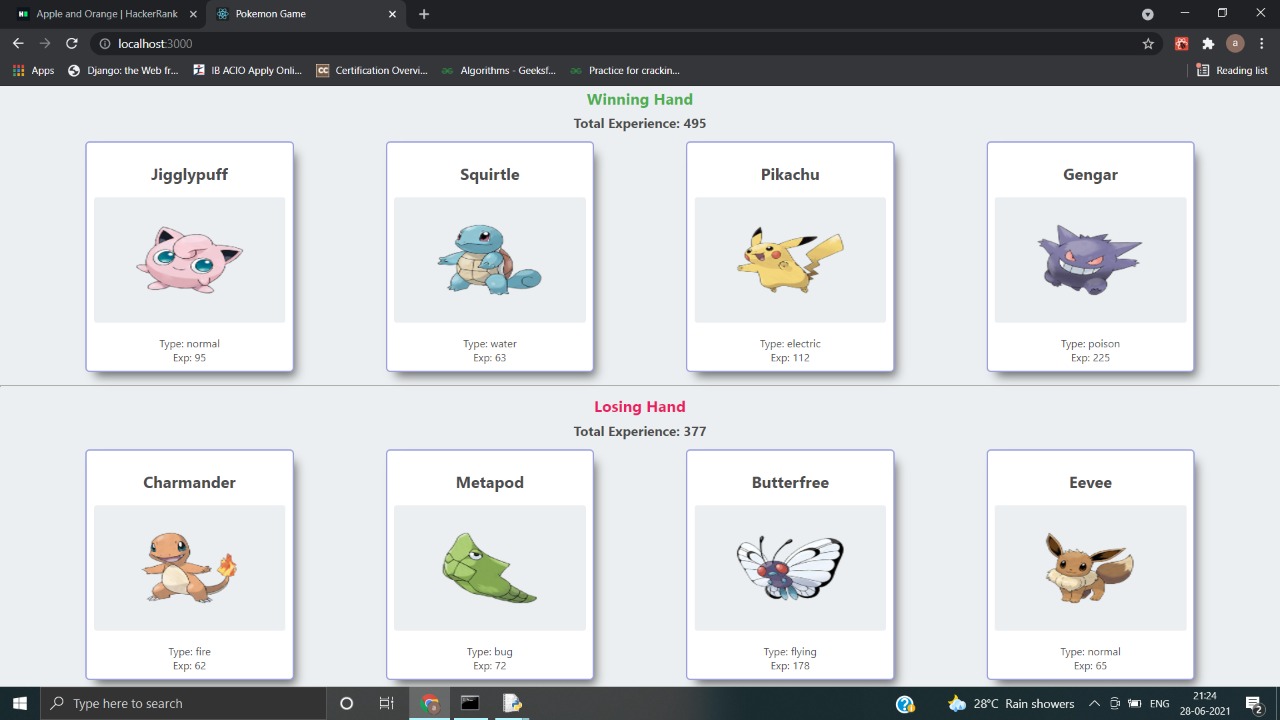 Apple and Orange | HackerRank
Pokemon Game
localhost:3000
Apps
Django: the Web fr...
IB ACIO Apply Onli...
Certification Overvi...
Algorithms - Geeksf...
Practice for crackin...
Reading list
Winning Hand
Total Experience: 495
Jigglypuff
Squirtle
Pikachu
Gengar
Type: normal
Exp: 95
Type: water
Exp: 63
Type: electric
Exp: 112
Type: poison
Exp: 225
Losing Hand
Total Experience: 377
Charmander
Metapod
Butterfree
Eevee
Type: fire
Exp: 62
Type: bug
Exp: 72
Type: flying
Exp: 178
Type: normal
Exp: 65
Type here to search
28°C Rain showers
ENG
21:24
28-06-2021
2